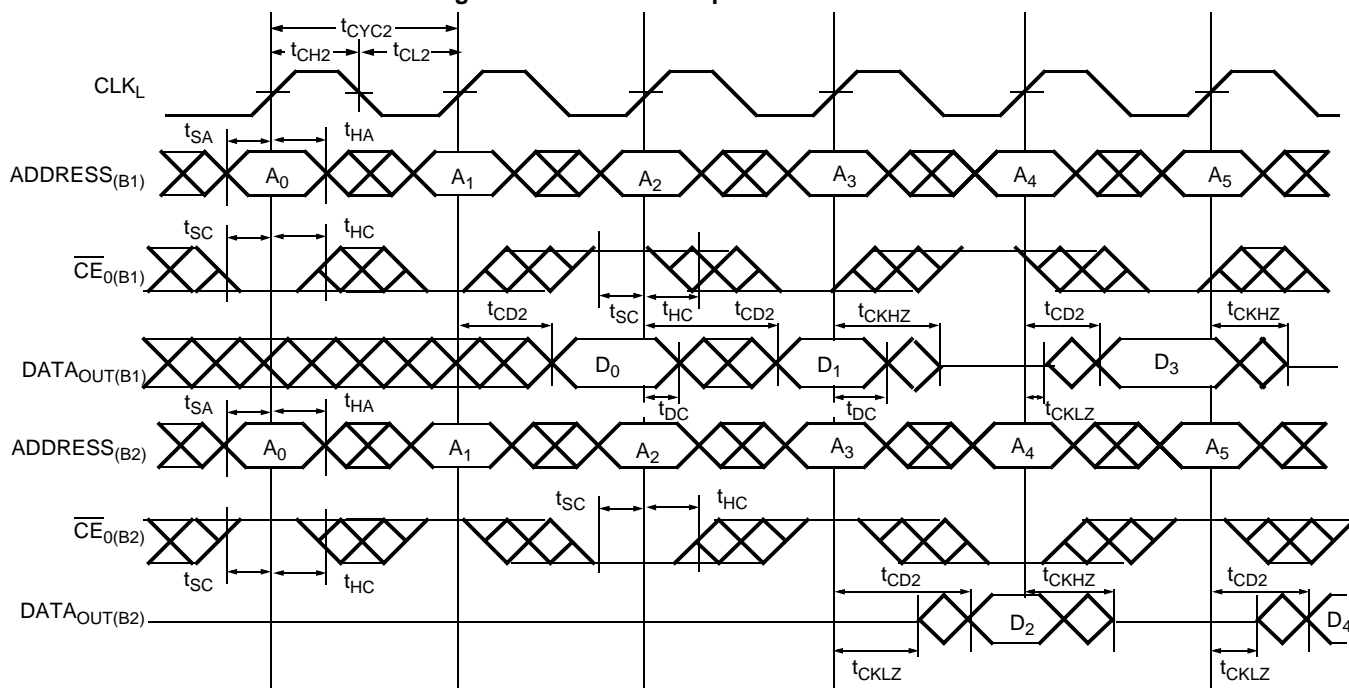 tCYC2
tCH2 tCL2
CLKL
tSA tHA
ADDRESS(B1) A0 A1 A2 A3 A4 A5
tSC tHC
CE0(B1)
tCD2 tSC tHC tCD2 tCKHZ tCD2 tCKHZ
DATAOUT(B1) D0 D1 D3
tSA tHA tDC tDC tCKLZ
ADDRESS(B2) A0 A1 A2 A3 A4 A5
tSC tHC
CE0(B2)
tSC tHC tCD2 tCKHZ tCD2
DATAOUT(B2) D2 D4
tCKLZ tCKLZ